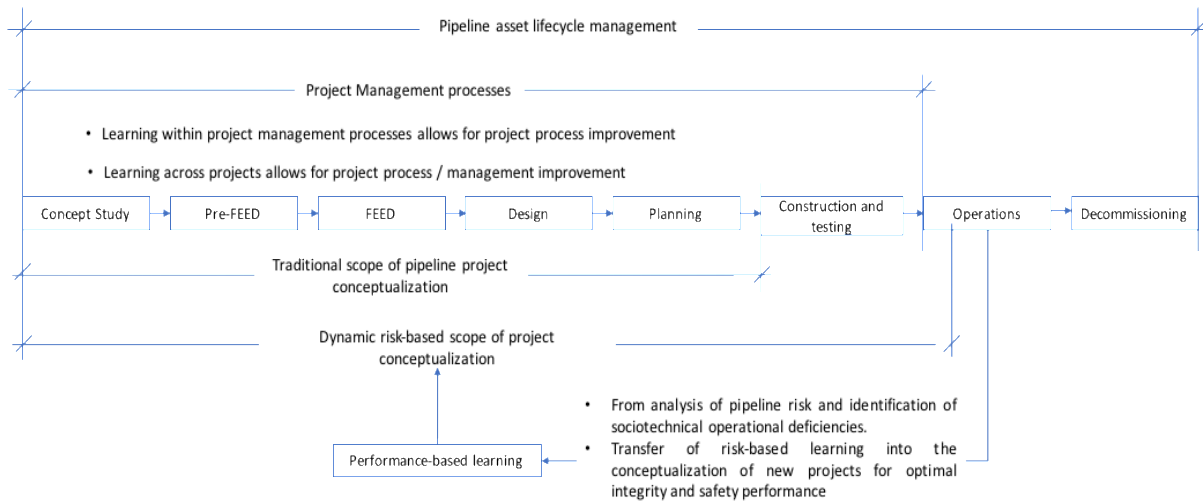 Pipeline asset lifecycle management
Project Management processes
• Learning within project management processes allows for project process improvement
• Learning across projects allows for project process / management improvement
Concept Study
Pre-FEED
FEED
Design
Planning
Construction and
testing
Operations
Decommissioning
Traditional scope of pipeline project
conceptualization
Dynamic risk-based scope of project
conceptualization
• From analysis of pipeline risk and identification of
sociotechnical operational deficiencies.
• Transfer of risk-based learning into the
conceptualization of new projects for optimal
integrity and safety performance
Performance-based learning